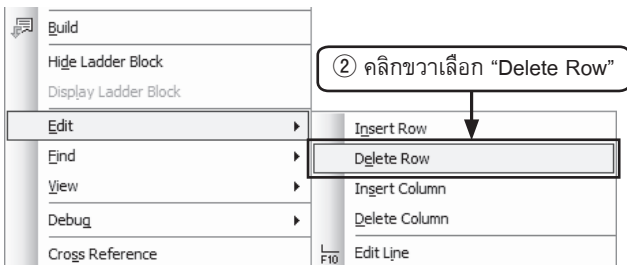 Build
Hide Ladder Block
② คลิกขวาเลือก “Delete Row”
Display Ladder Block
Edit
Insert Row
Find
Delete Row
View
Insert Column
Debug
Delete Column
Cross Reference
F10 Edit Line